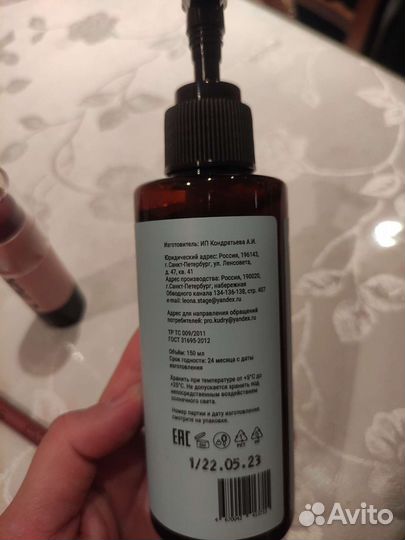 Изготовитель: ИП Кондратьева А.И.
Юридический адрес: Россия, 196143,
г.Санкт-Петербург, ул. Ленсовета,
д. 47, кв. 41
Адрес производства: Россия, 190020,
г.Санкт-Петербург, набережная
Обводного канала 134-136-138, стр. 407
e-mail: leona.stage@yandex.ru
Адрес для направления обращений
потребителей: pro.kudry@yandex.ru
ТР ТС 009/2011
ГОСТ 31695-2012
Объём: 150 мл
Срок годности: 24 месяца с даты
изготовления
Хранить при температуре от +5°С до
+25°С. Не допускается хранить под
непосредственным воздействием
солнечного света.
Номер партии и дату изготовления
смотрите на упаковке.
EAC
1/22.05.23
Avito